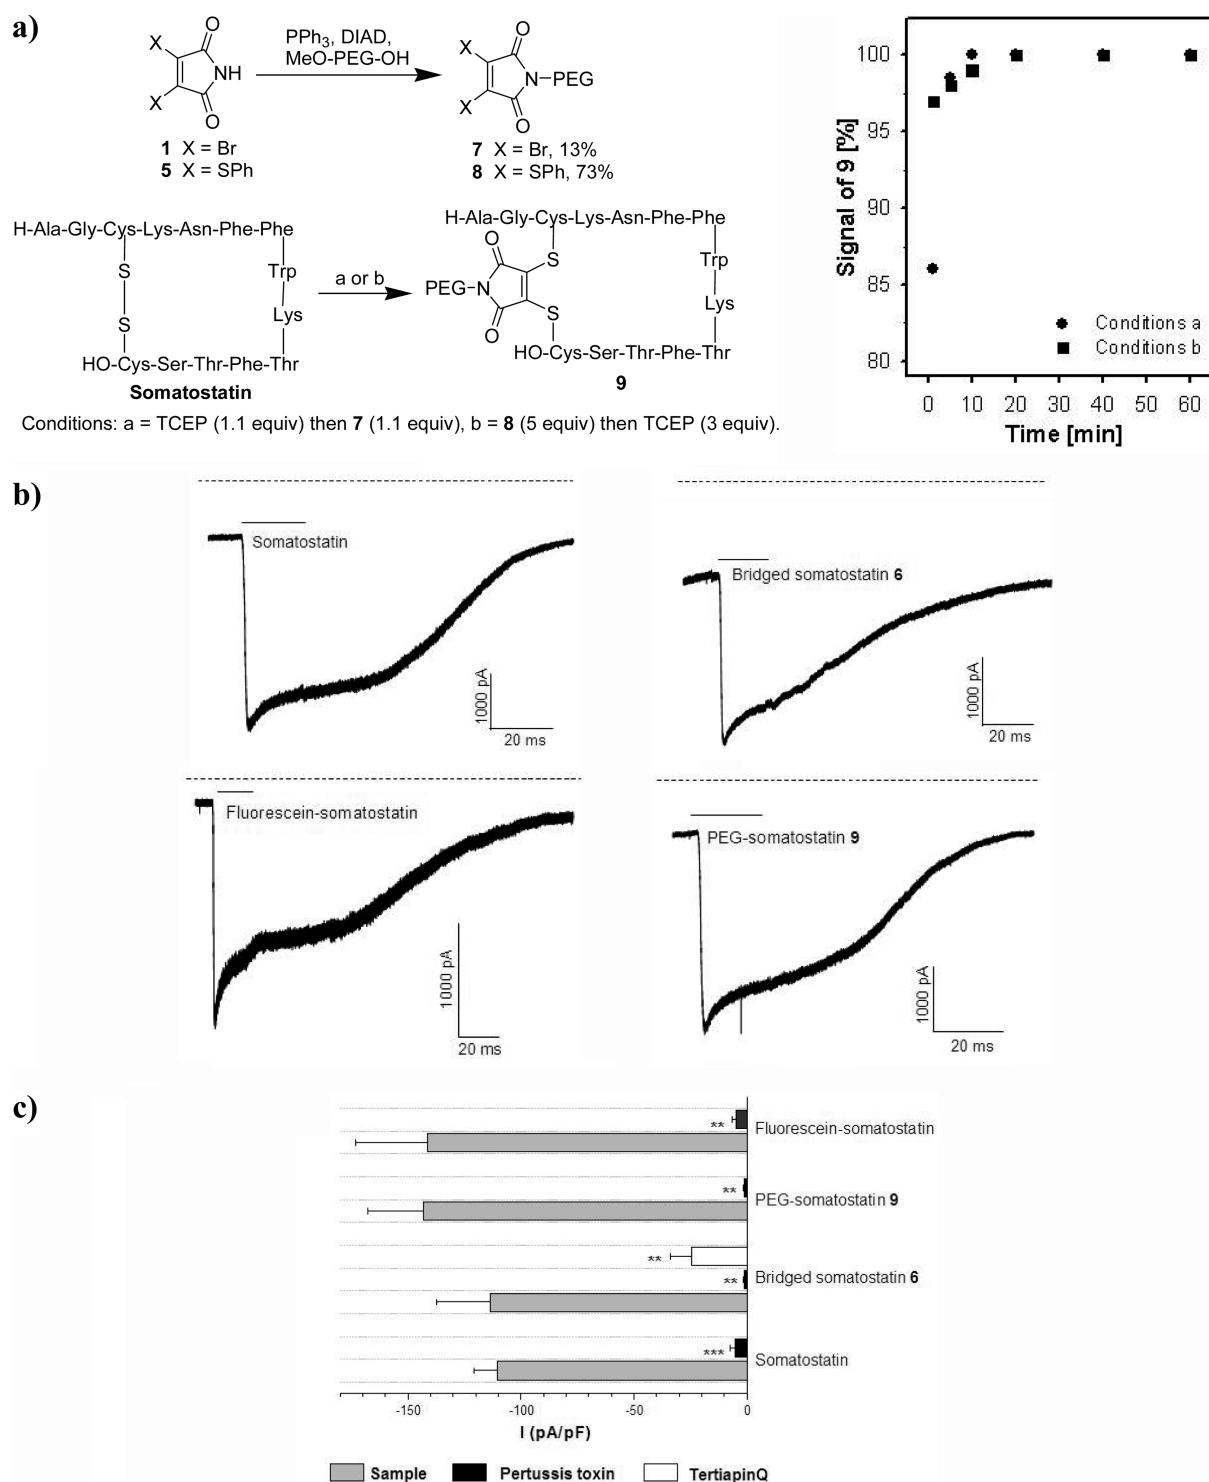 a)
PPh3, DIAD,
MeO-PEG-OH
X
X
O
O
NH
X
X
O
O
N–PEG
1 X = Br
5 X = SPh
7 X = Br, 13%
8 X = SPh, 73%
H-Ala-Gly-Cys-Lys-Asn-Phe-Phe
S
S
Trp
Lys
HO-Cys-Ser-Thr-Phe-Thr
Somatostatin
a or b
H-Ala-Gly-Cys-Lys-Asn-Phe-Phe
O
S
PEG-N
O
S
Trp
Lys
HO-Cys-Ser-Thr-Phe-Thr
9
Conditions: a = TCEP (1.1 equiv) then 7 (1.1 equiv), b = 8 (5 equiv) then TCEP (3 equiv).
Signal of 9 [%]
100
95
90
85
80
Conditions a
Conditions b
0 10 20 30 40 50 60
Time [min]
b)
Somatostatin
1000 pA
20 ms
Bridged somatostatin 6
1000 pA
20 ms
Fluorescein-somatostatin
1000 pA
20 ms
PEG-somatostatin 9
1000 pA
20 ms
c)
** Fluorescein-somatostatin
** PEG-somatostatin 9
**
** Bridged somatostatin 6
*** Somatostatin
-150 -100 -50 0
I (pA/pF)
Sample Pertussis toxin TertiapinQ